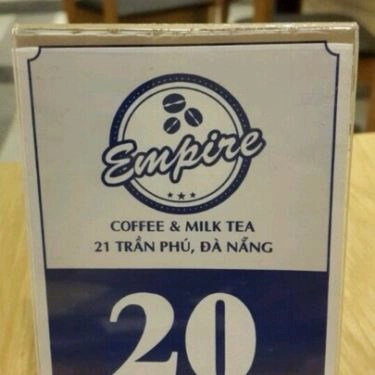 Empire
COFFEE & MILK TEA
21 TRẦN PHÚ, ĐÀ NẴNG
20